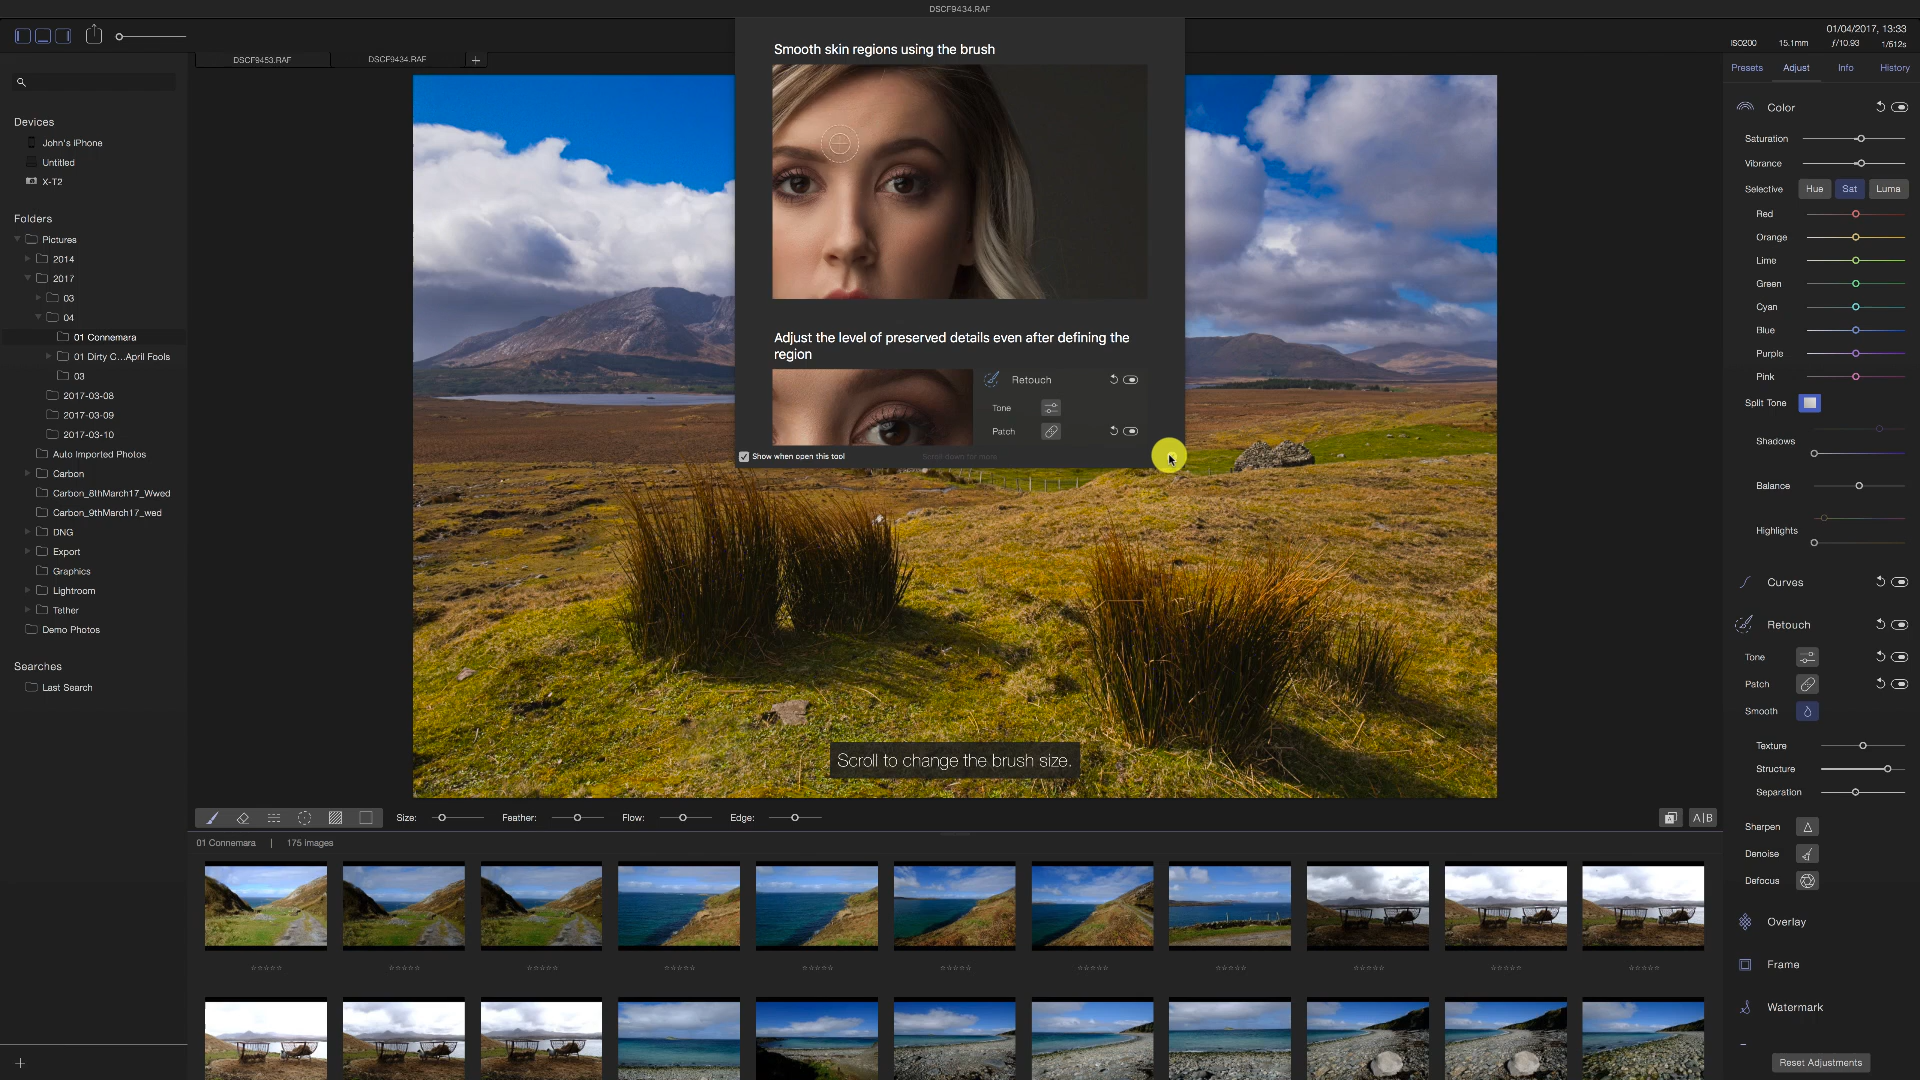 DSCF9434.RAF
01/04/2017, 13:33
ISO200 15.1mm ƒ/10.93 1/512s
DSCF9453.RAF
DSCF9434.RAF
Presets Adjust Info History
Devices
John's iPhone
Untitled
X-T2
Folders
Pictures
2014
2017
03
04
01 Connemara
01 Dirty C...April Fools
03
2017-03-08
2017-03-09
2017-03-10
Auto Imported Photos
Carbon
Carbon_8thMarch17_Wwed
Carbon_9thMarch17_wed
DNG
Export
Graphics
Lightroom
Tether
Demo Photos
Searches
Last Search
Smooth skin regions using the brush
Adjust the level of preserved details even after defining the
region
Retouch
Tone
Patch
Show when open this tool
Scroll down for more
Scroll to change the brush size.
Size:
Feather:
Flow:
Edge:
A|B
01 Connemara | 175 images
Color
Saturation
Vibrance
Selective Hue Sat Luma
Red
Orange
Lime
Green
Cyan
Blue
Purple
Pink
Split Tone
Shadows
Balance
Highlights
Curves
Retouch
Tone
Patch
Smooth
Texture
Structure
Separation
Sharpen
Denoise
Defocus
Overlay
Frame
Watermark
Reset Adjustments